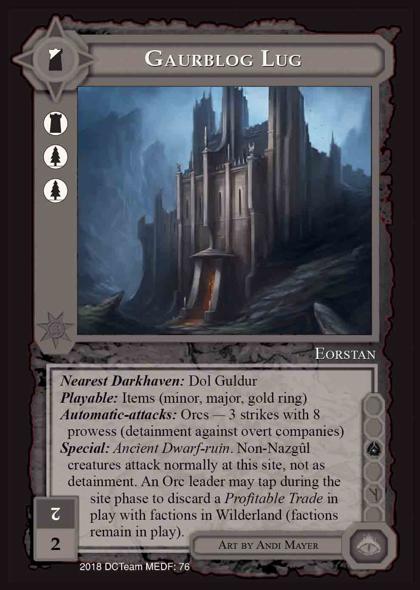 GAURBLOG LUG
EORSTAN
Nearest Darkhaven: Dol Guldur
Playable: Items (minor, major, gold ring)
Automatic-attacks: Orcs — 3 strikes with 8
prowess (detainment against overt companies)
Special: Ancient Dwarf-ruin. Non-Nazgûl
creatures attack normally at this site, not as
detainment. An Orc leader may tap during the
site phase to discard a Profitable Trade in
play with factions in Wilderland (factions
remain in play).
2
2
ART BY ANDI MAYER
2018 DCTeam MEDF: 76